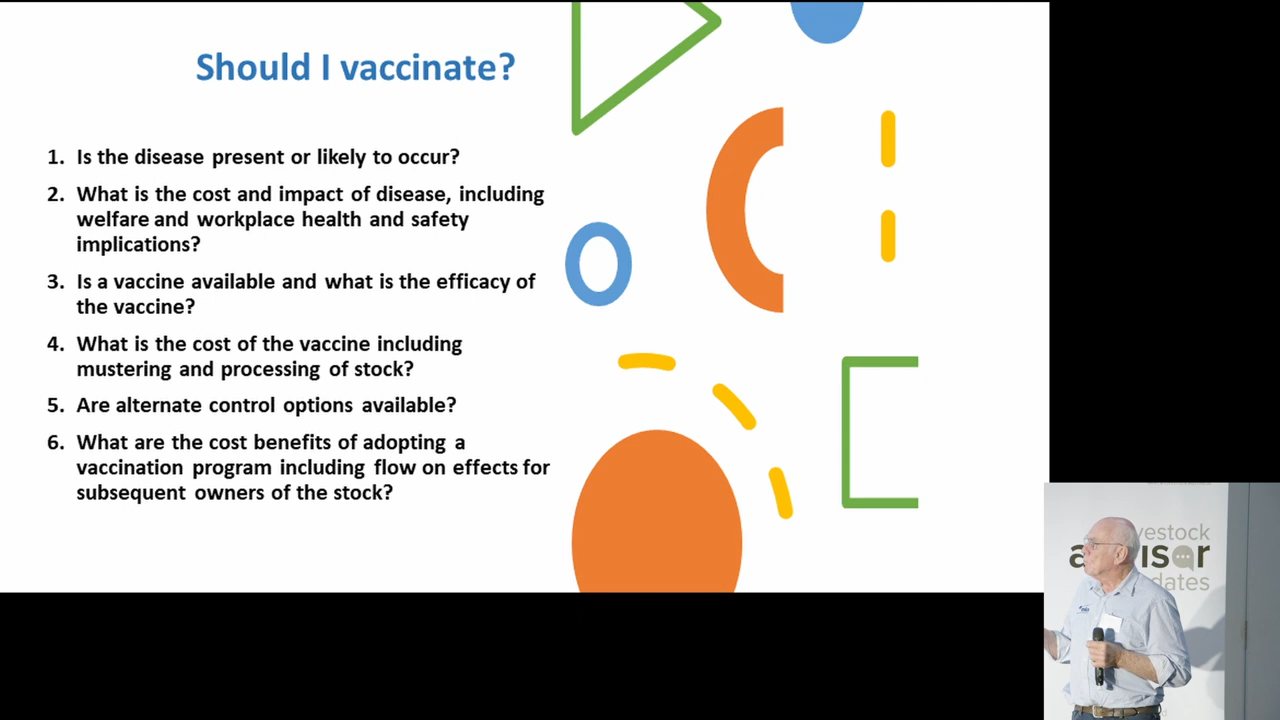 Should I vaccinate?
1. Is the disease present or likely to occur?
2. What is the cost and impact of disease, including
welfare and workplace health and safety
implications?
3. Is a vaccine available and what is the efficacy of
the vaccine?
4. What is the cost of the vaccine including
mustering and processing of stock?
5. Are alternate control options available?
6. What are the cost benefits of adopting a
vaccination program including flow on effects for
subsequent owners of the stock?
vestock
a isor
dates